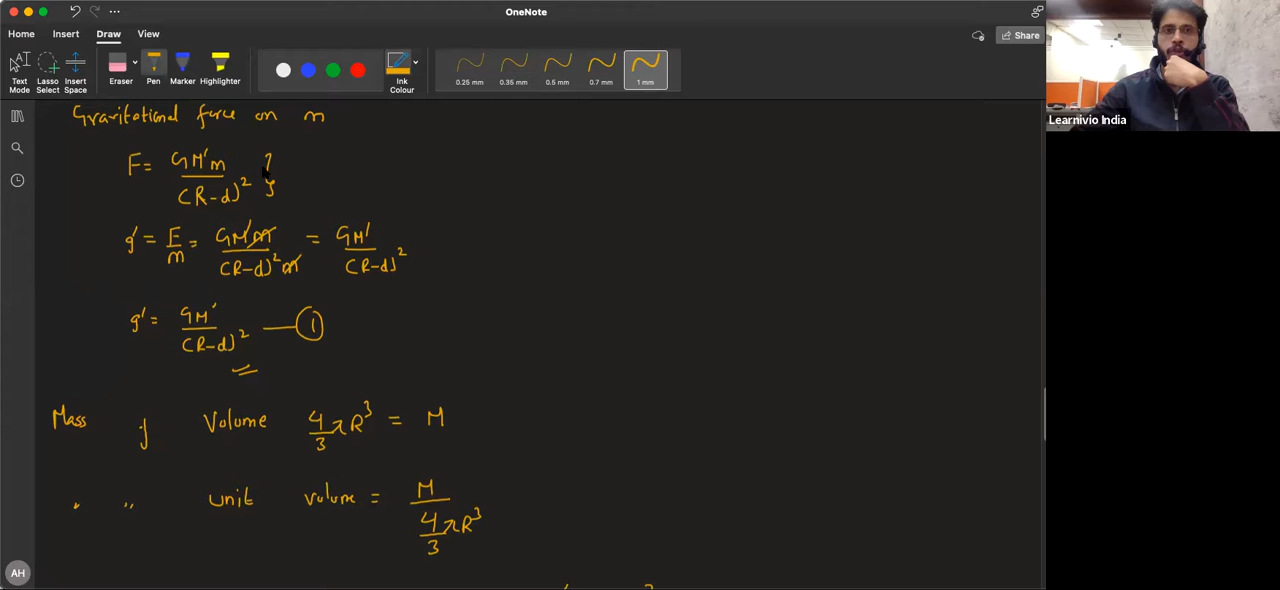 OneNote
Home Insert Draw View
Share
Text Mode Lasso Select Insert Space Eraser Pen Marker Highlighter Ink Colour 0.25 mm 0.35 mm 0.5 mm 0.7 mm 1 mm
Learnivio India
Gravitational force on m
F = GM'm / (R-d)² }
g' = F/m = GM'm / (R-d)² m = GM' / (R-d)²
g' = GM' / (R-d)² — ①
Mass of Volume 4/3 πR³ = M
" " unit volume = M / 4/3 πR³
AH